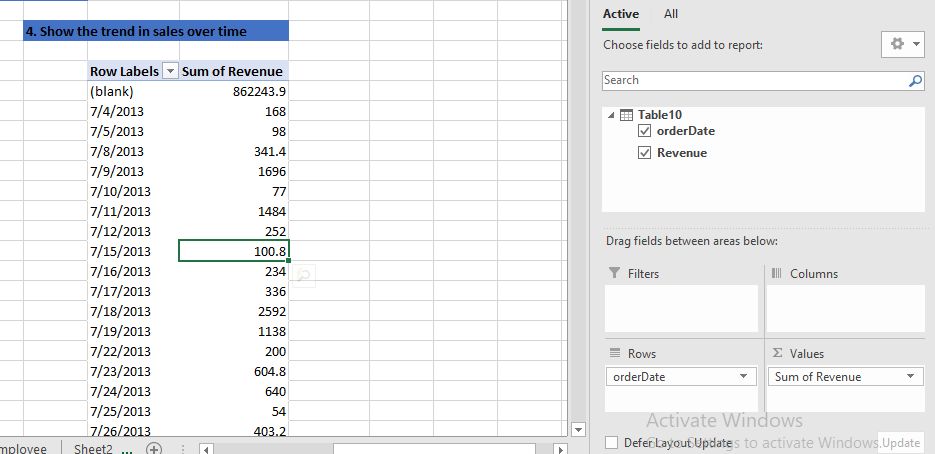 4. Show the trend in sales over time
Row Labels Sum of Revenue
(blank) 862243.9
7/4/2013 168
7/5/2013 98
7/8/2013 341.4
7/9/2013 1696
7/10/2013 77
7/11/2013 1484
7/12/2013 252
7/15/2013 100.8
7/16/2013 234
7/17/2013 336
7/18/2013 2592
7/19/2013 1138
7/22/2013 200
7/23/2013 604.8
7/24/2013 640
7/25/2013 54
7/26/2013 403.2
mployee Sheet2 ...
Active All
Choose fields to add to report:
Search
Table10
orderDate
Revenue
Drag fields between areas below:
Filters Columns
Rows Σ Values
orderDate Sum of Revenue
Activate Windows
Go to Settings to activate Windows.
Defer Layout Update Update